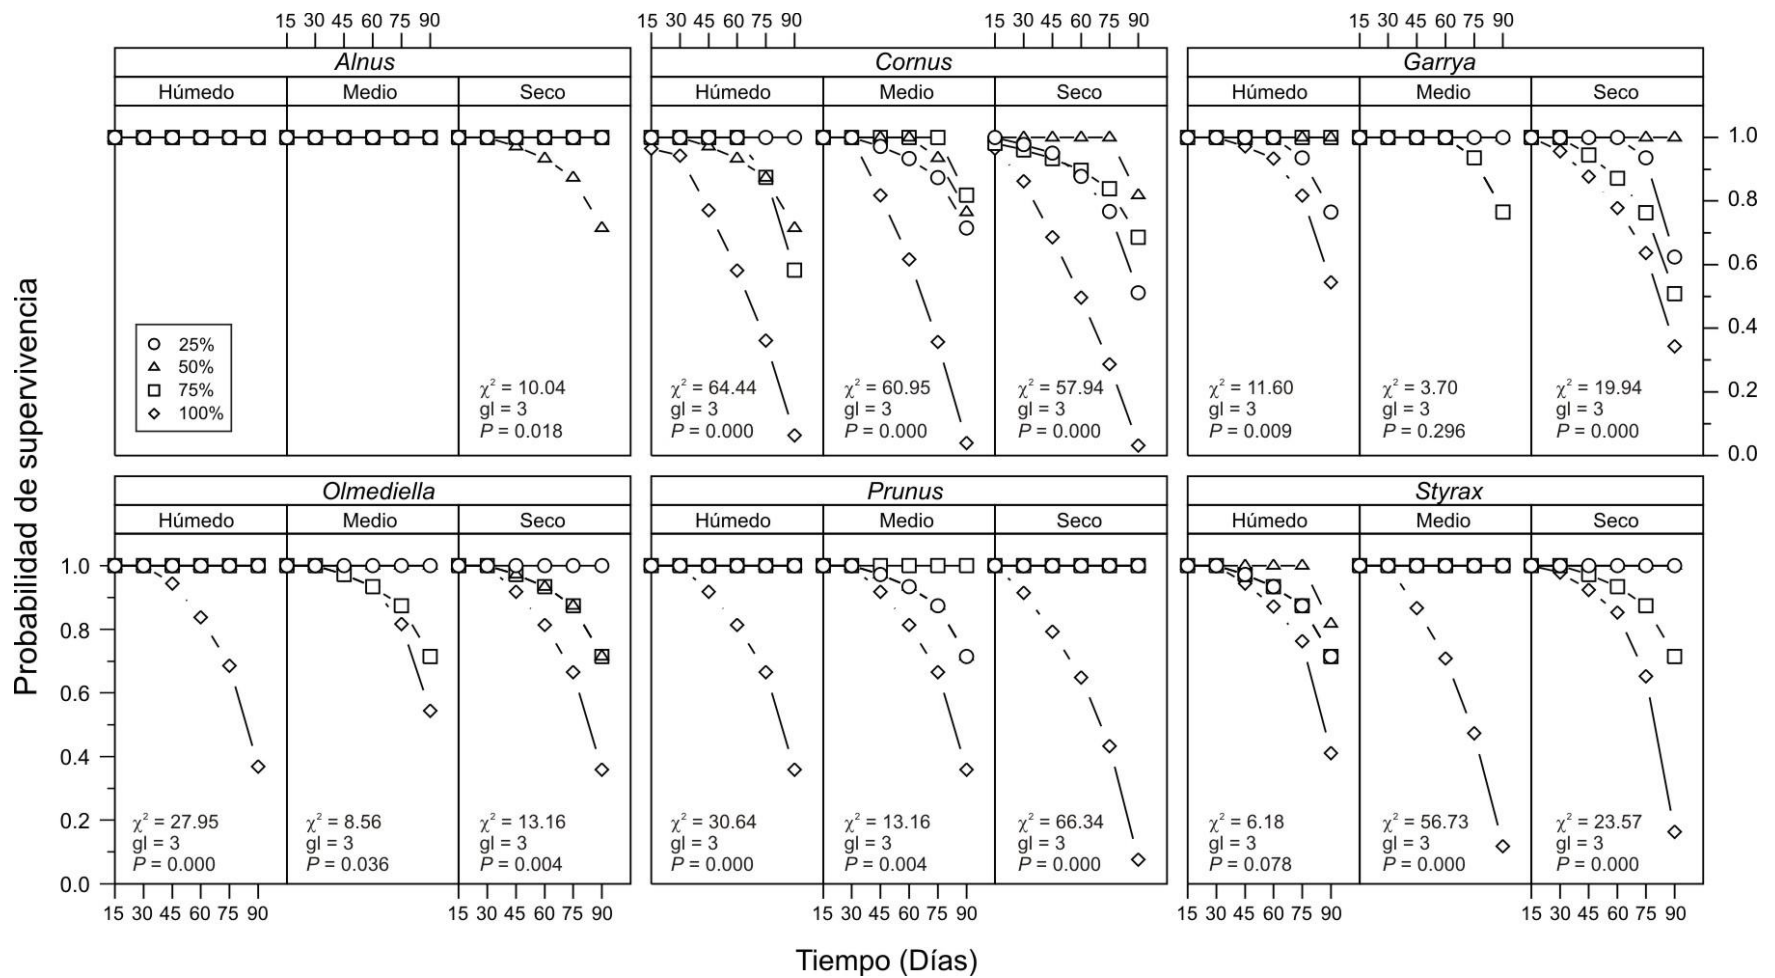 15 30 45 60 75 90
15 30 45 60 75 90
15 30 45 60 75 90
Alnus
Húmedo
Medio
Seco
Cornus
Húmedo
Medio
Seco
Garrya
Húmedo
Medio
Seco
1.0
0.8
0.6
0.4
0.2
0.0
25%
50%
75%
100%
χ² = 10.04
gl = 3
P = 0.018
χ² = 64.44
gl = 3
P = 0.000
χ² = 60.95
gl = 3
P = 0.000
χ² = 57.94
gl = 3
P = 0.000
χ² = 11.60
gl = 3
P = 0.009
χ² = 3.70
gl = 3
P = 0.296
χ² = 19.94
gl = 3
P = 0.000
Probabilidad de supervivencia
Olmediella
Húmedo
Medio
Seco
Prunus
Húmedo
Medio
Seco
Styrax
Húmedo
Medio
Seco
1.0
0.8
0.6
0.4
0.2
0.0
χ² = 27.95
gl = 3
P = 0.000
χ² = 8.56
gl = 3
P = 0.036
χ² = 13.16
gl = 3
P = 0.004
χ² = 30.64
gl = 3
P = 0.000
χ² = 13.16
gl = 3
P = 0.004
χ² = 66.34
gl = 3
P = 0.000
χ² = 6.18
gl = 3
P = 0.078
χ² = 56.73
gl = 3
P = 0.000
χ² = 23.57
gl = 3
P = 0.000
15 30 45 60 75 90
15 30 45 60 75 90
15 30 45 60 75 90
15 30 45 60 75 90
15 30 45 60 75 90
Tiempo (Días)